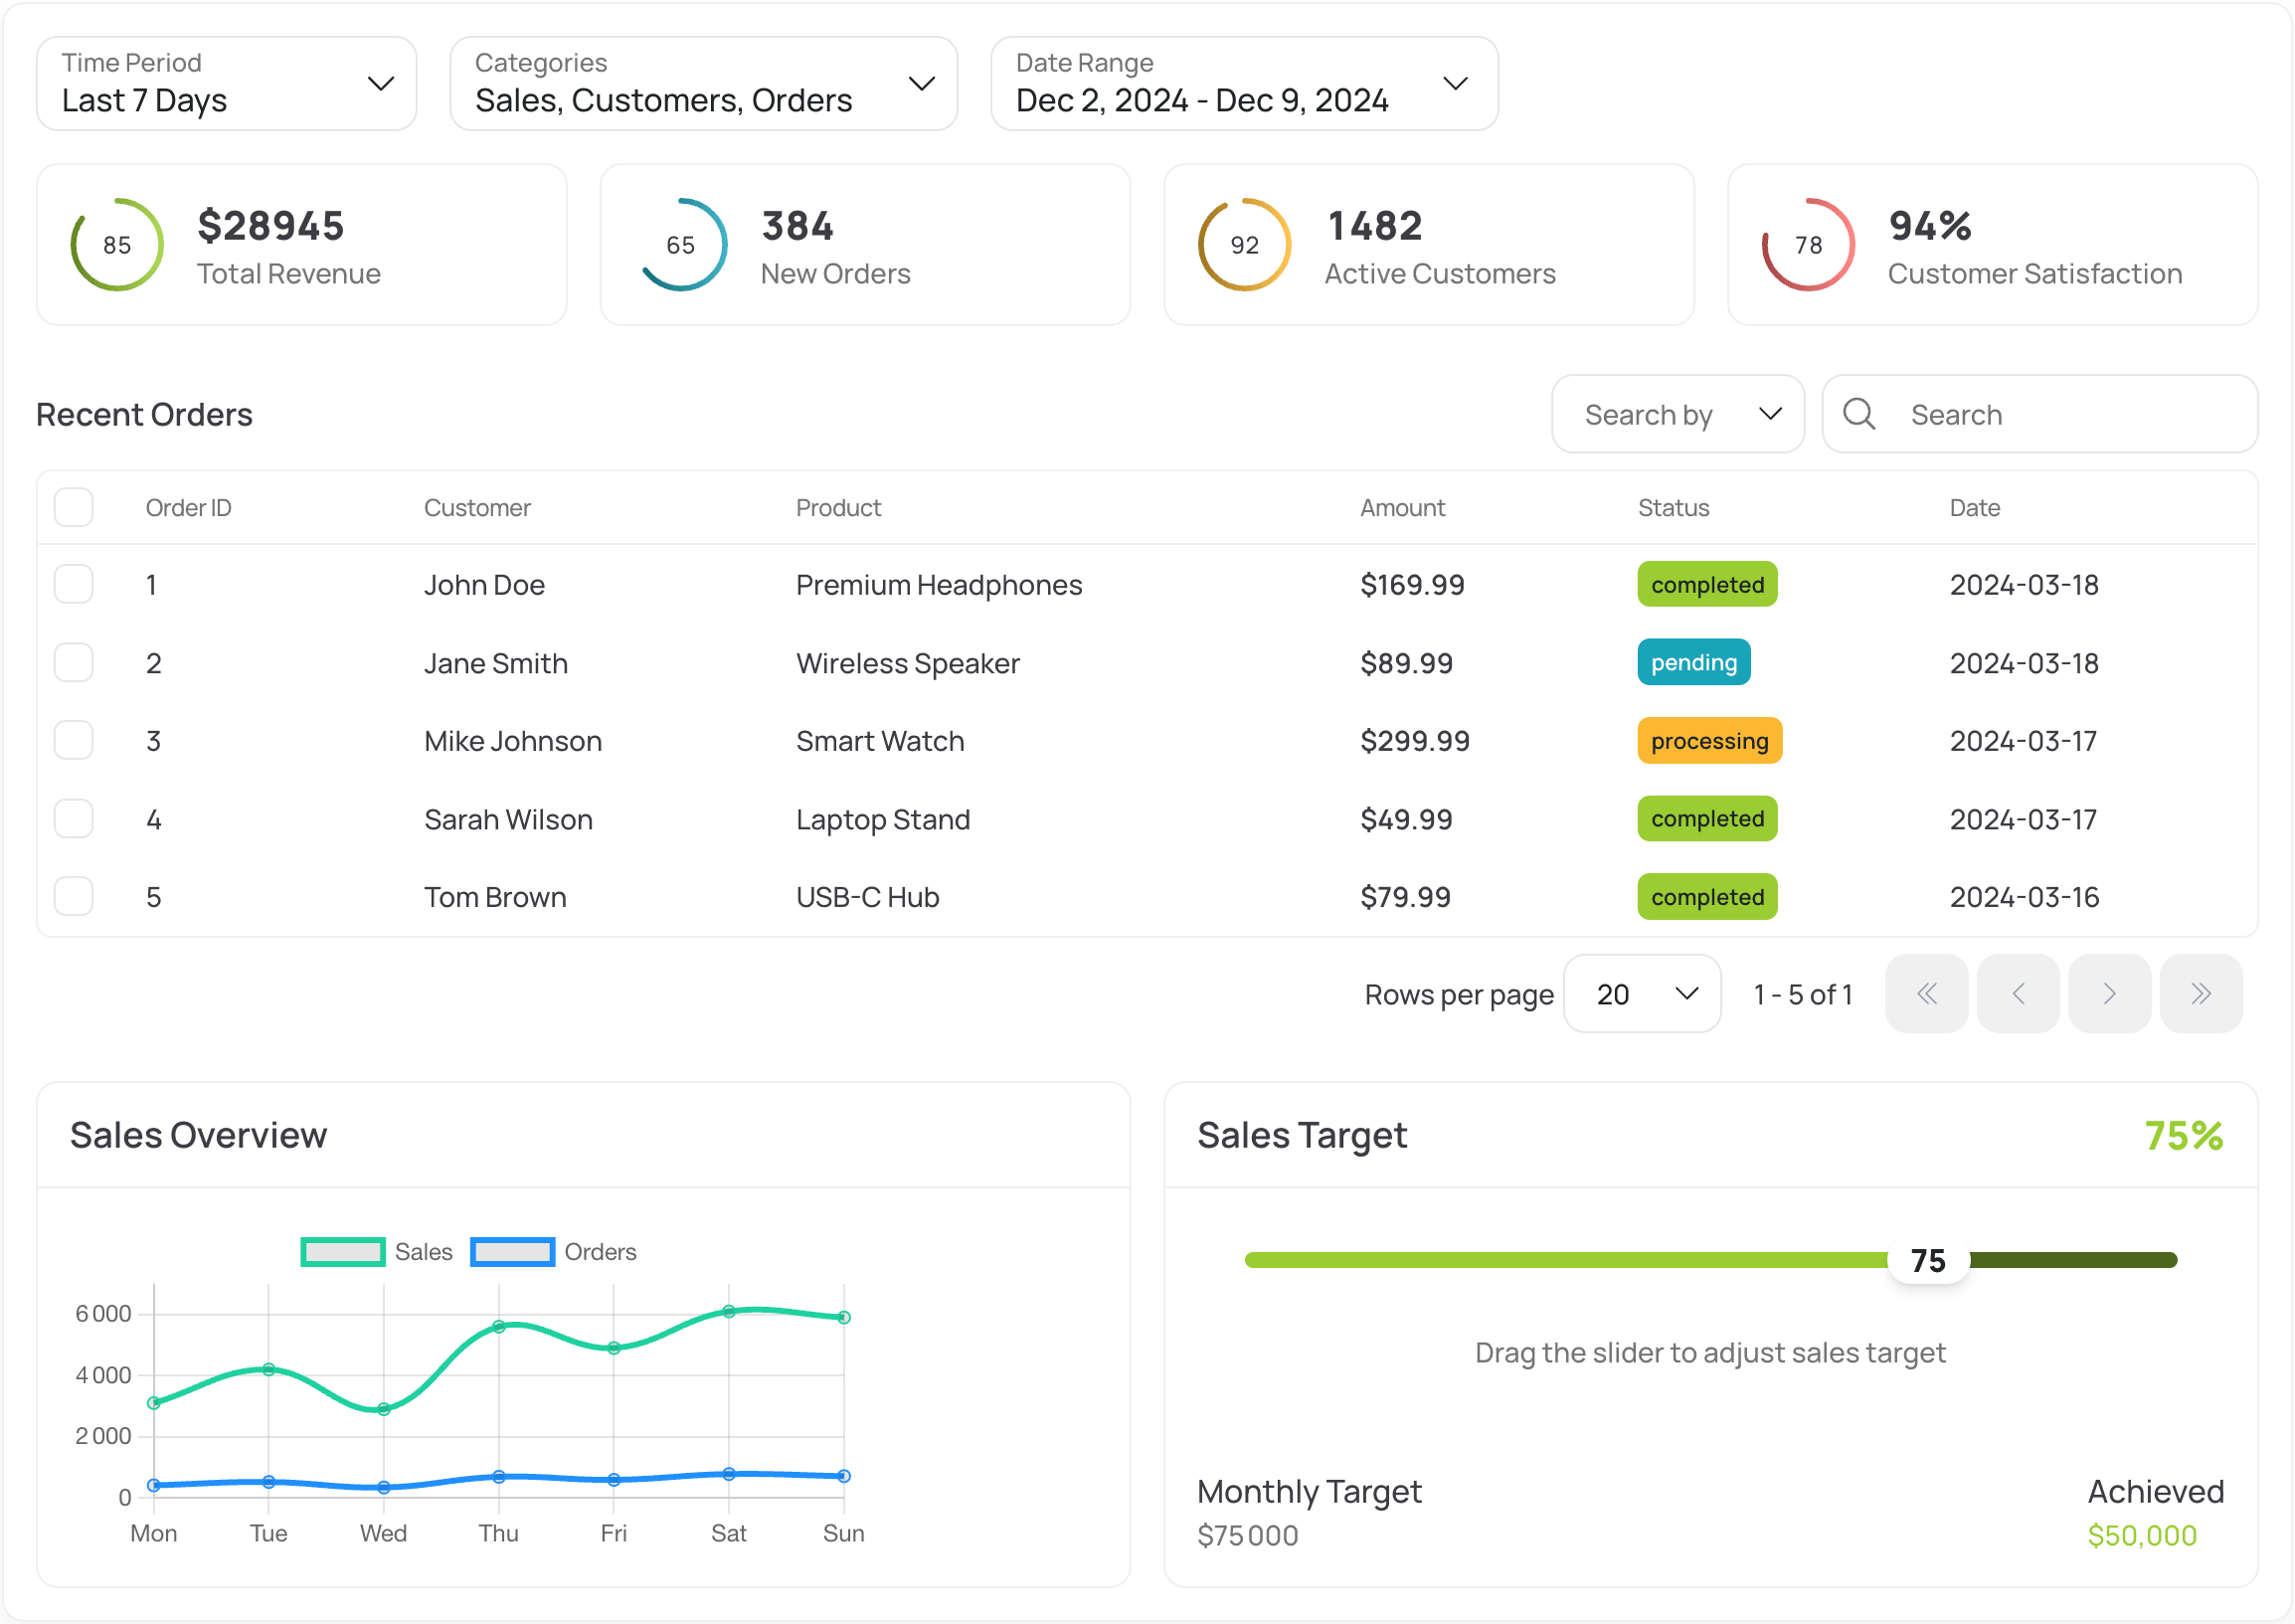 Time Period
Last 7 Days
Categories
Sales, Customers, Orders
Date Range
Dec 2, 2024 - Dec 9, 2024
85
$28945
Total Revenue
65
384
New Orders
92
1482
Active Customers
78
94%
Customer Satisfaction
Recent Orders
Search by
Search
Order ID Customer Product Amount Status Date
1 John Doe Premium Headphones $169.99 completed 2024-03-18
2 Jane Smith Wireless Speaker $89.99 pending 2024-03-18
3 Mike Johnson Smart Watch $299.99 processing 2024-03-17
4 Sarah Wilson Laptop Stand $49.99 completed 2024-03-17
5 Tom Brown USB-C Hub $79.99 completed 2024-03-16
Rows per page 20 1 - 5 of 1
Sales Overview
Sales Orders
6 000
4 000
2 000
0
Mon Tue Wed Thu Fri Sat Sun
Sales Target 75%
75
Drag the slider to adjust sales target
Monthly Target
$75 000
Achieved
$50,000